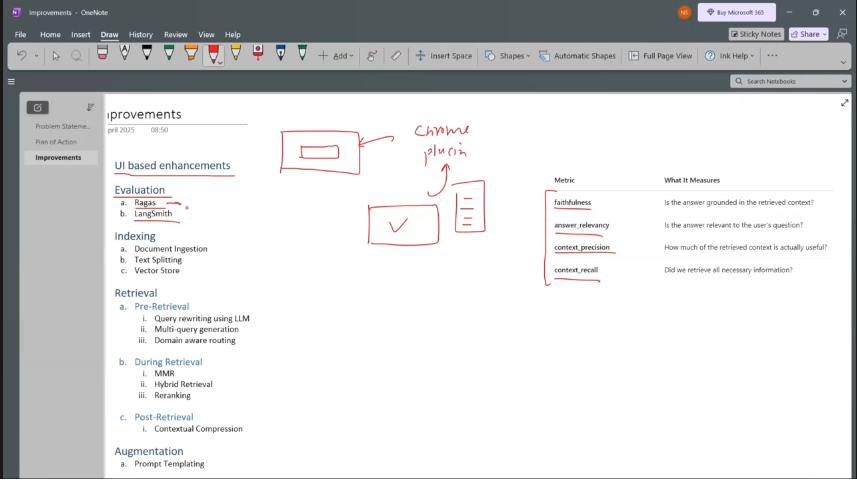 Improvements - OneNote
NS
Buy Microsoft 365
File Home Insert Draw History Review View Help
Sticky Notes
Share
Add
Insert Space
Shapes
Automatic Shapes
Full Page View
Ink Help
Search Notebooks
Problem Stateme...
Plan of Action
Improvements
nprovements
pril 2025 08:50
UI based enhancements
Evaluation
a. Ragas
b. LangSmith
Indexing
a. Document Ingestion
b. Text Splitting
c. Vector Store
Retrieval
a. Pre-Retrieval
i. Query rewriting using LLM
ii. Multi-query generation
iii. Domain aware routing
b. During Retrieval
i. MMR
ii. Hybrid Retrieval
iii. Reranking
c. Post-Retrieval
i. Contextual Compression
Augmentation
a. Prompt Templating
Chrome
plugin
Metric What It Measures
faithfulness Is the answer grounded in the retrieved context?
answer_relevancy Is the answer relevant to the user's question?
context_precision How much of the retrieved context is actually useful?
context_recall Did we retrieve all necessary information?